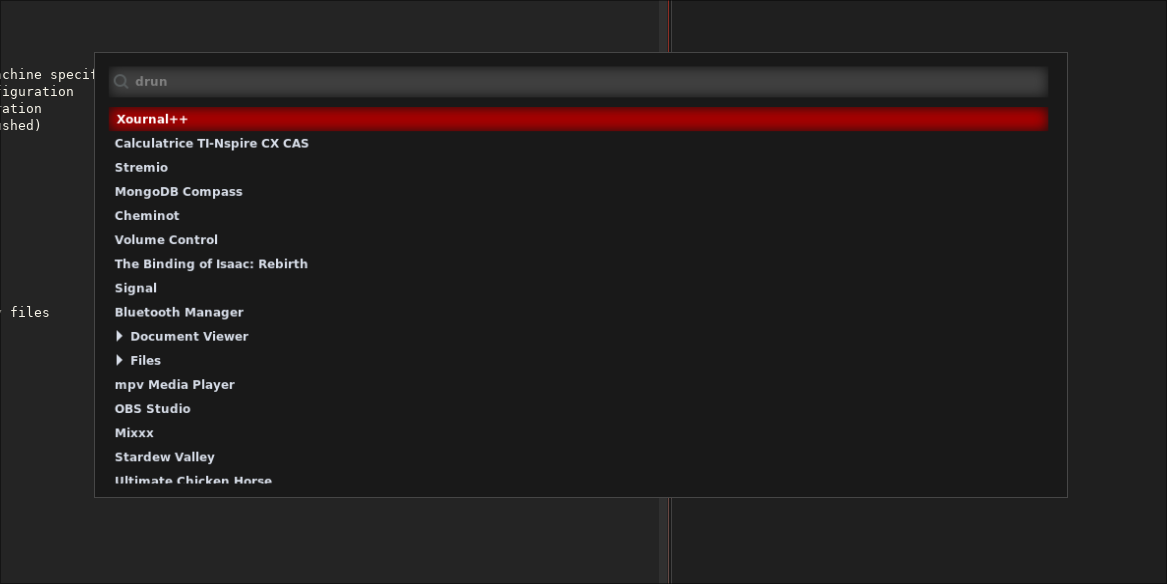 chine specif
iguration
ration
shed)
files
drun
Xournal++
Calculatrice TI-Nspire CX CAS
Stremio
MongoDB Compass
Cheminot
Volume Control
The Binding of Isaac: Rebirth
Signal
Bluetooth Manager
Document Viewer
Files
mpv Media Player
OBS Studio
Mixxx
Stardew Valley
Ultimate Chicken Horse